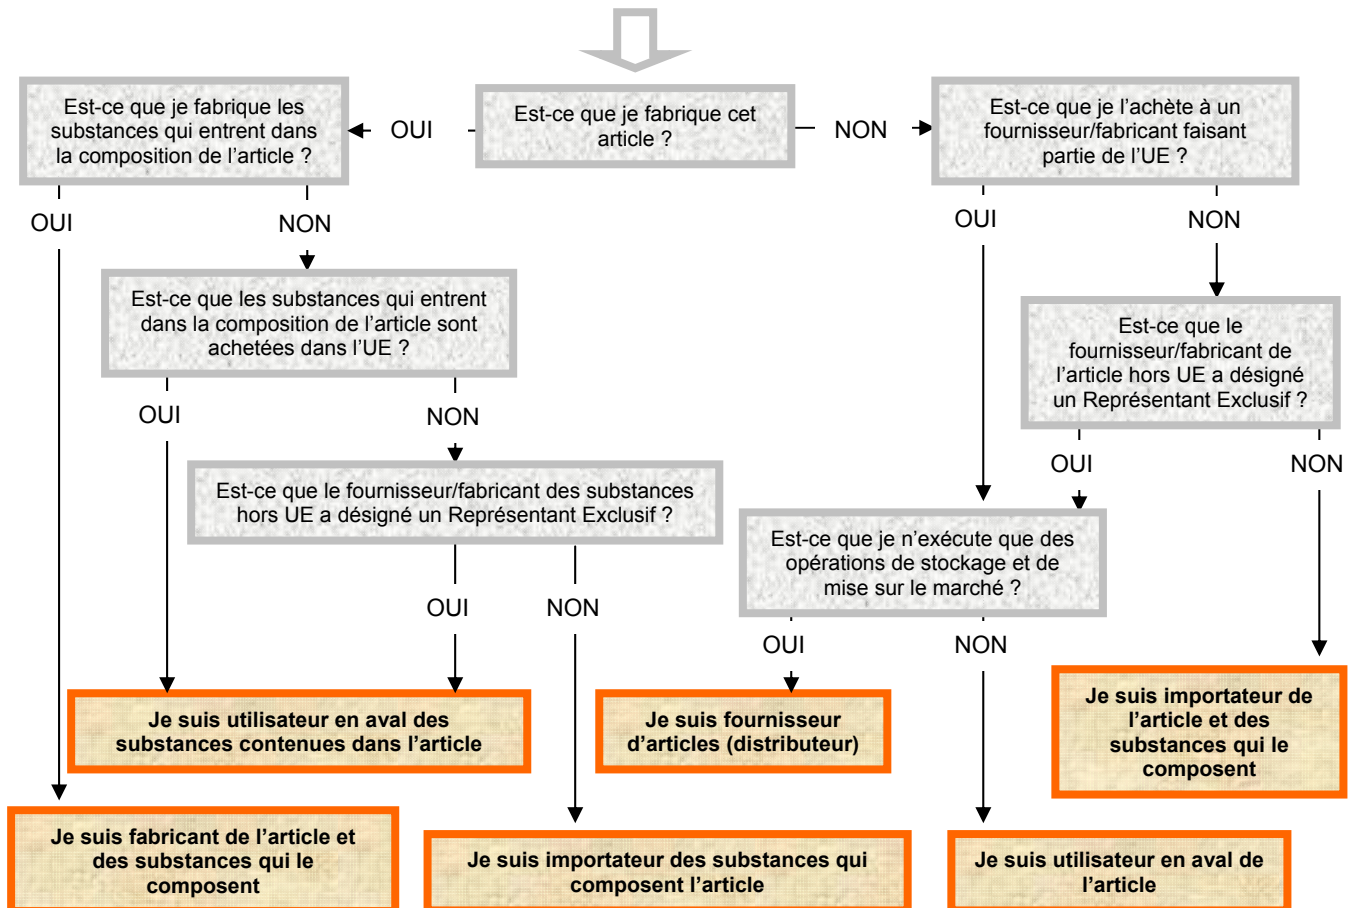 Est-ce que je fabrique les
substances qui entrent dans
la composition de l’article ?
OUI
Est-ce que je fabrique cet
article ?
NON
Est-ce que je l’achète à un
fournisseur/fabricant faisant
partie de l’UE ?
OUI
NON
OUI
NON
Est-ce que les substances qui entrent
dans la composition de l’article sont
achetées dans l’UE ?
Est-ce que le
fournisseur/fabricant de
l’article hors UE a désigné
un Représentant Exclusif ?
OUI
NON
OUI
NON
Est-ce que le fournisseur/fabricant des substances
hors UE a désigné un Représentant Exclusif ?
Est-ce que je n’exécute que des
opérations de stockage et de
mise sur le marché ?
OUI
NON
OUI
NON
Je suis utilisateur en aval des
substances contenues dans l’article
Je suis fournisseur
d’articles (distributeur)
Je suis importateur de
l’article et des
substances qui le
composent
Je suis fabricant de l’article et
des substances qui le
composent
Je suis importateur des substances qui
composent l’article
Je suis utilisateur en aval de
l’article